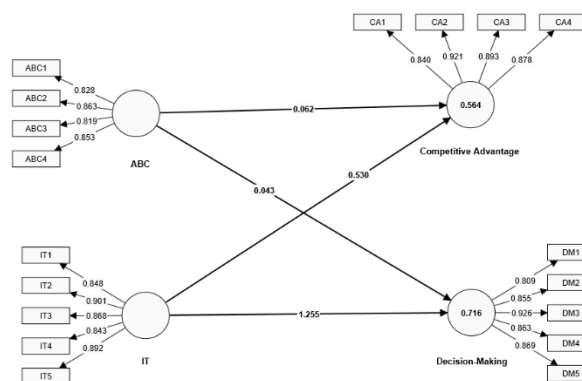 CA1
CA2
CA3
CA4
0.840
0.921
0.893
0.878
ABC1
ABC2
ABC3
ABC4
0.828
0.863
0.819
0.853
ABC
0.062
0.564
Competitive Advantage
0.530
0.043
IT1
IT2
IT3
IT4
IT5
0.848
0.901
0.868
0.843
0.892
IT
1.255
0.716
Decision-Making
0.809
0.855
0.926
0.863
0.869
DM1
DM2
DM3
DM4
DM5